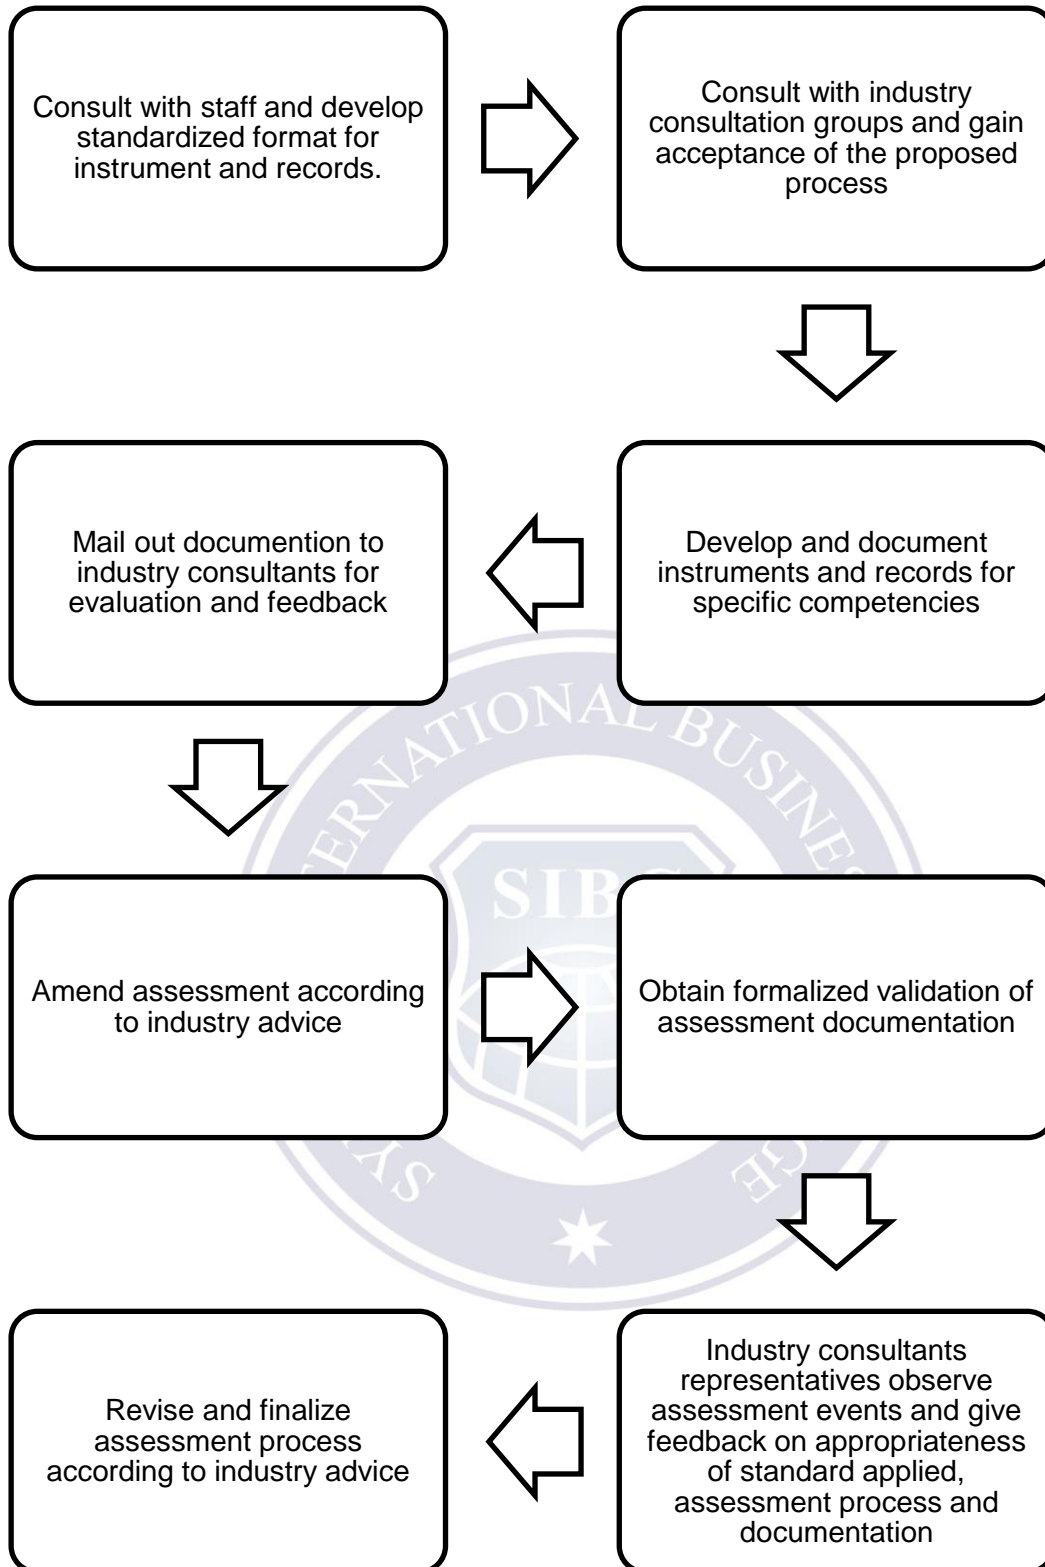 Consult with staff and develop
standardized format for
instrument and records.
Consult with industry
consultation groups and gain
acceptance of the proposed
process
Develop and document
instruments and records for
specific competencies
Mail out documention to
industry consultants for
evaluation and feedback
Amend assessment according
to industry advice
Obtain formalized validation of
assessment documentation
Industry consultants
representatives observe
assessment events and give
feedback on appropriateness
of standard applied,
assessment process and
documentation
Revise and finalize
assessment process
according to industry advice